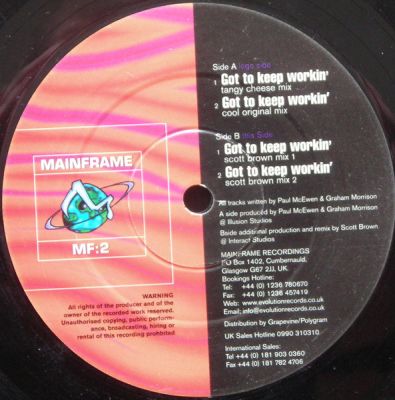 Side A logo side
1 Got to keep workin'
tangy cheese mix
2 Got to keep workin'
cool original mix
Side B this Side
1 Got to keep workin'
scott brown mix 1
2 Got to keep workin'
scott brown mix 2
All tracks written by Paul McEwen & Graham Morrison
A side produced by Paul McEwen & Graham Morrison
@ Illusion Studios
Bside additional production and remix by Scott Brown
@ Interact Studios
MAINFRAME RECORDINGS
PO Box 1402, Cumbernauld.
Glasgow G67 2JJ, UK.
Bookings Hotline:
Tel: +44 (0) 1236 780670
Fax: +44 (0) 1236 457419
Web: www.evolutionrecords.co.uk
Email; info@evolutionrecords.co.uk
Distribution by Grapevine/Polygram
UK Sales Hotline 0990 310310.
International Sales:
Tel +44 (0) 181 903 0360
Fax +44 (0) 181 782 4706
MAINFRAME
MF:2
WARNING
All rights of the producer and of the
owner of the recorded work reserved.
Unauthorised copying, public perform-
ance, broadcasting, hiring or
rental of this recording prohibited